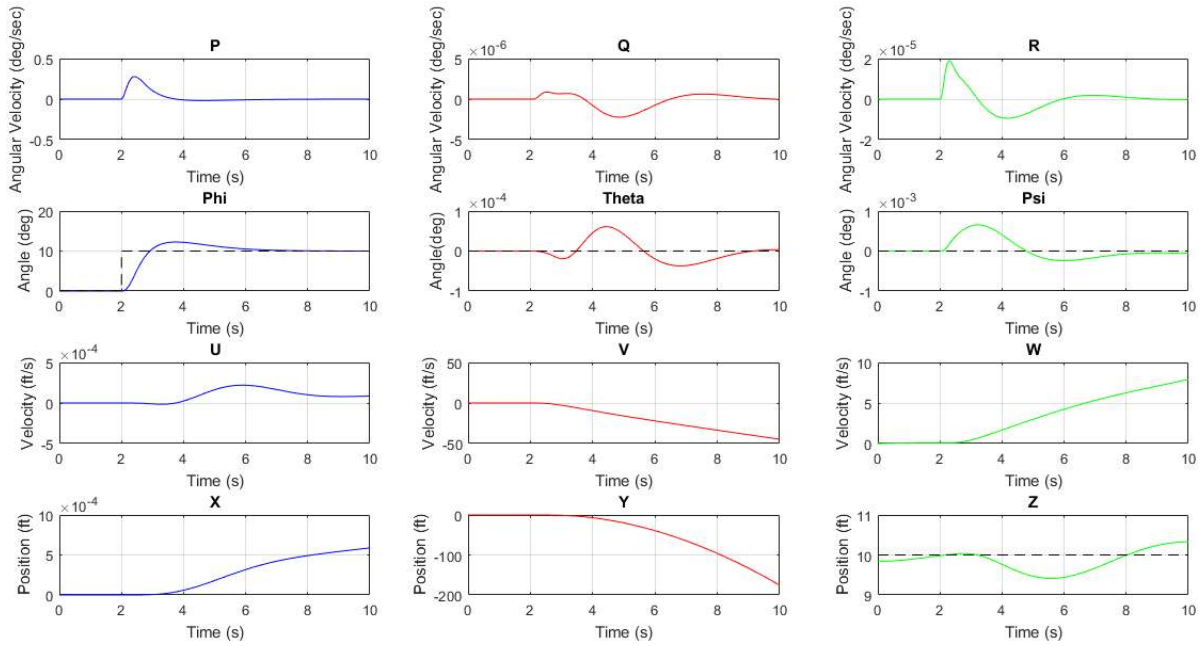 P
Angular Velocity (deg/sec)
0.5
0
-0.5
0 2 4 6 8 10
Time (s)
Q
Angular Velocity (deg/sec)
×10-6
5
0
-5
0 2 4 6 8 10
Time (s)
R
Angular Velocity (deg/sec)
×10-5
2
0
-2
0 2 4 6 8 10
Time (s)
Phi
Angle (deg)
20
10
0
0 2 4 6 8 10
Time (s)
Theta
Angle(deg)
×10-4
1
0
-1
0 2 4 6 8 10
Time (s)
Psi
Angle (deg)
×10-3
1
0
-1
0 2 4 6 8 10
Time (s)
U
Velocity (ft/s)
×10-4
5
0
-5
0 2 4 6 8 10
Time (s)
V
Velocity (ft/s)
50
0
-50
0 2 4 6 8 10
Time (s)
W
Velocity (ft/s)
10
5
0
0 2 4 6 8 10
Time (s)
X
Position (ft)
×10-4
10
5
0
0 2 4 6 8 10
Time (s)
Y
Position (ft)
0
-100
-200
0 2 4 6 8 10
Time (s)
Z
Position (ft)
11
10
9
0 2 4 6 8 10
Time (s)